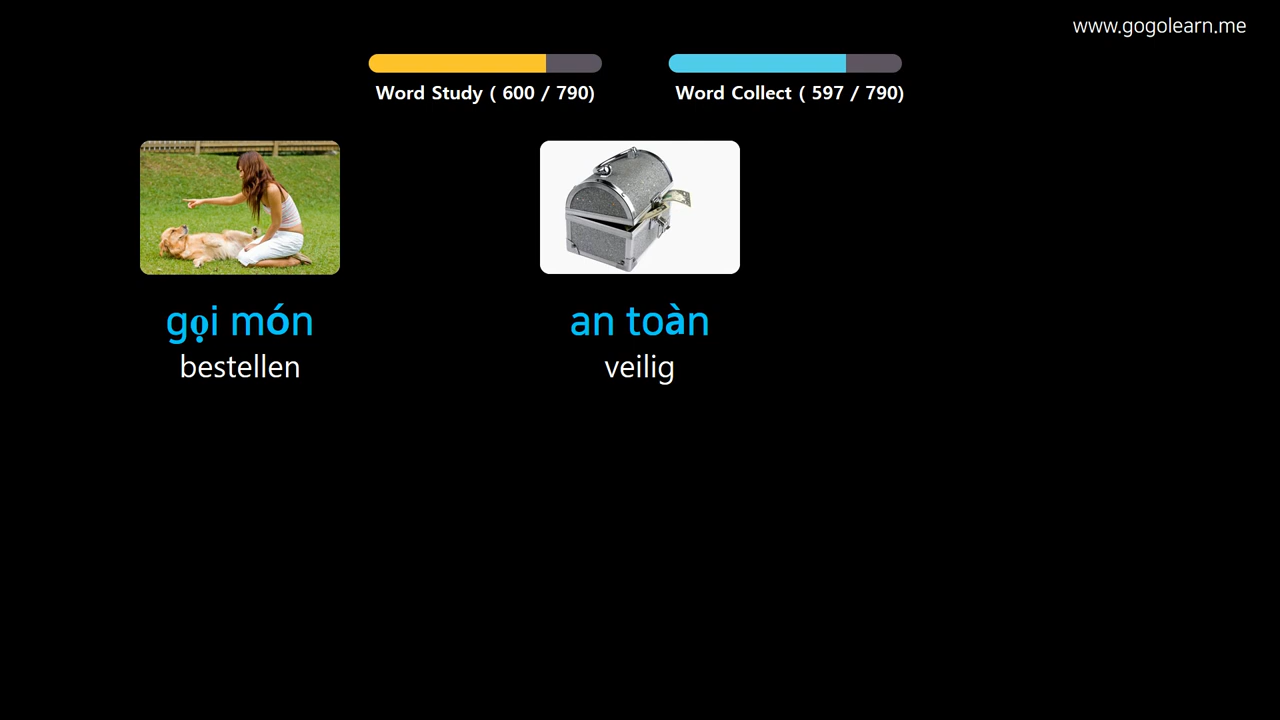 www.gogolearn.me
Word Study ( 600 / 790)
Word Collect ( 597 / 790)
gọi món
bestellen
an toàn
veilig